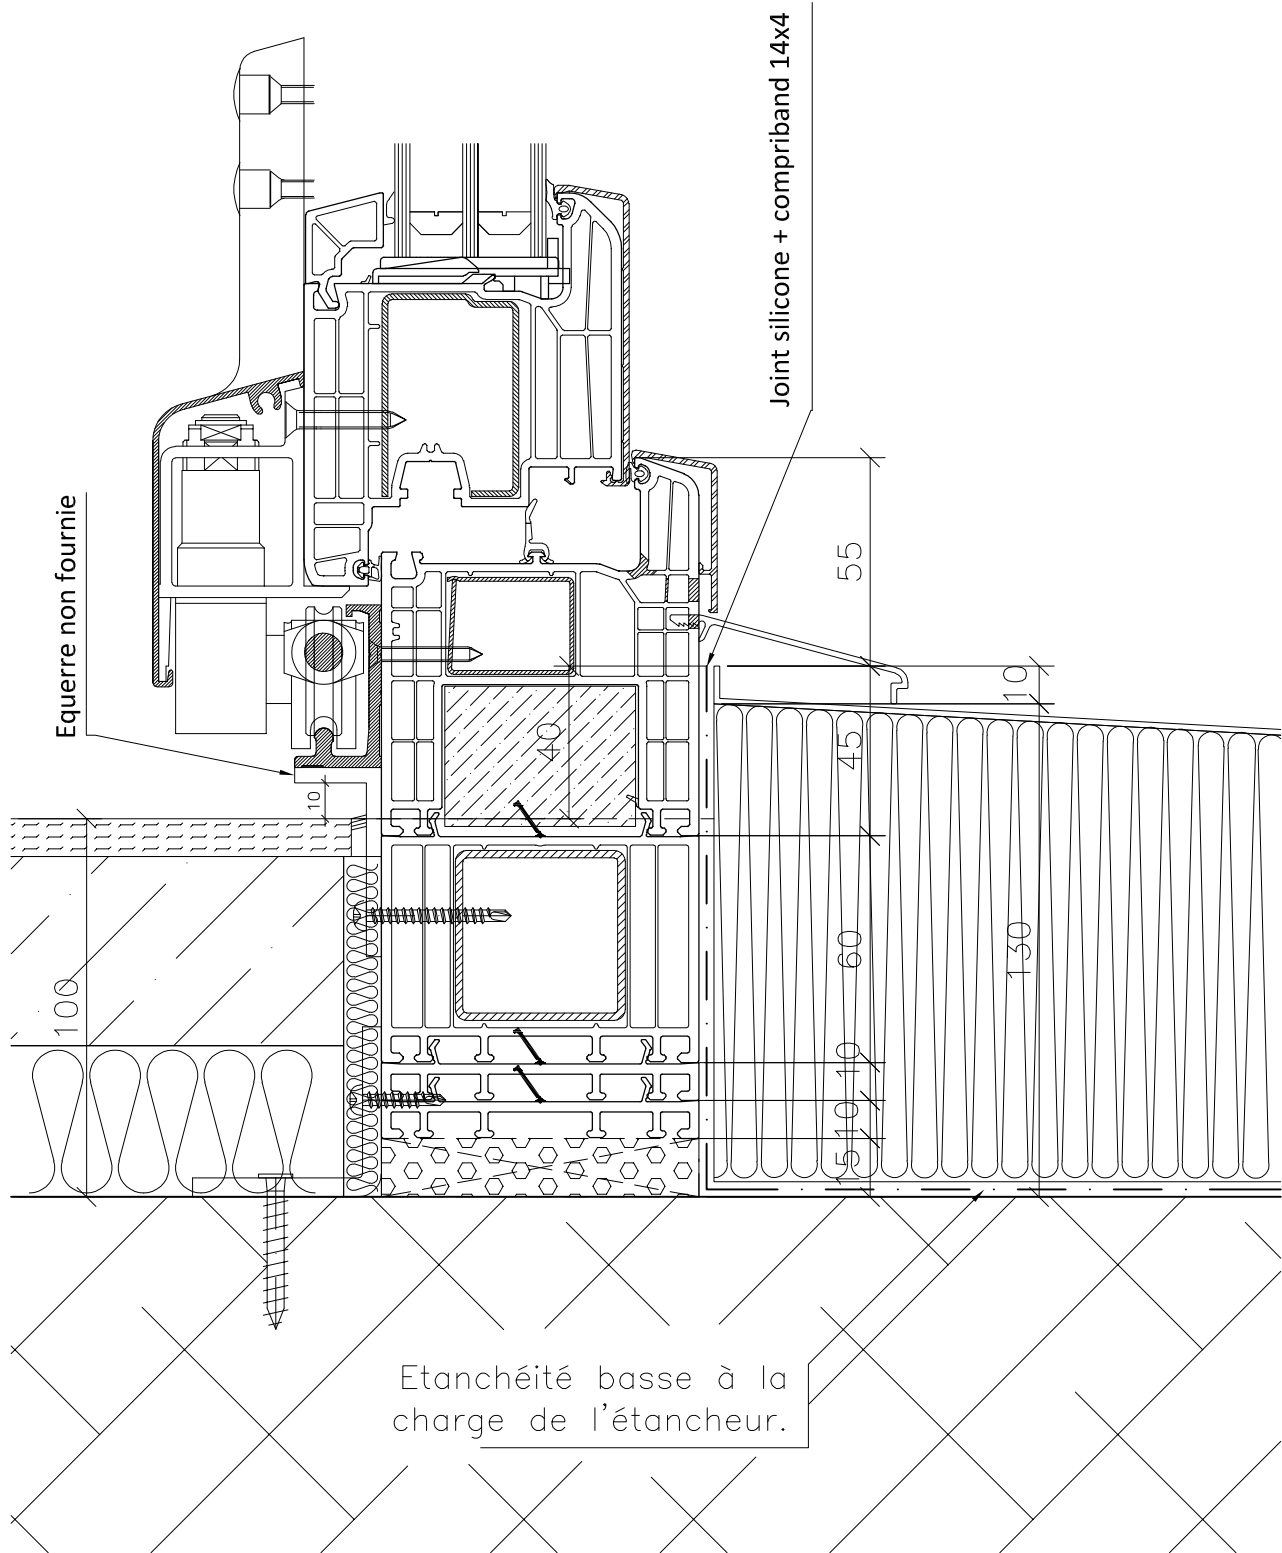 Joint silicone + compriband 14x4
Equerre non fournie
55
10
40
45
10
100
60
130
10
10
15
Etanchéité basse à la
charge de l'étancheur.